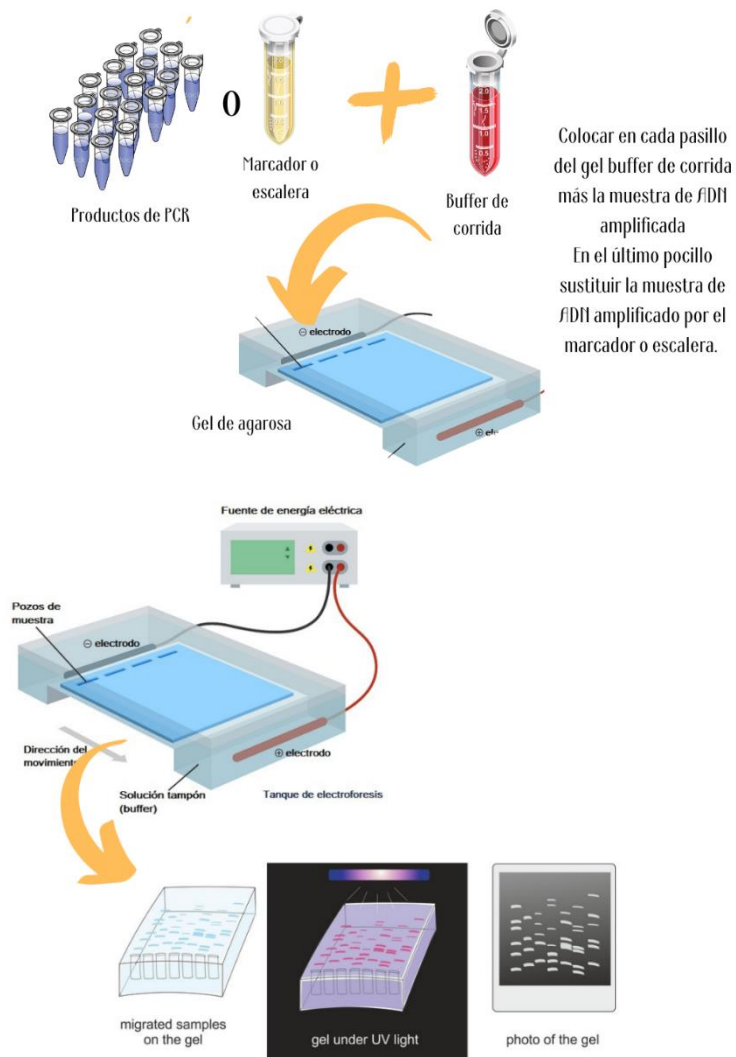 O
Productos de PCR
Marcador o
escalera
Buffer de
corrida
Colocar en cada pasillo
del gel buffer de corrida
más la muestra de ADN
amplificada
En el último pocillo
sustituir la muestra de
ADN amplificado por el
marcador o escalera.
⊖ electrodo
Gel de agarosa
Fuente de energía eléctrica
Pozos de
muestra
⊖ electrodo
Dirección del
⊕ electrodo
Solución tampón
(buffer)
Tanque de electroforesis
migrated samples
on the gel
gel under UV light
photo of the gel